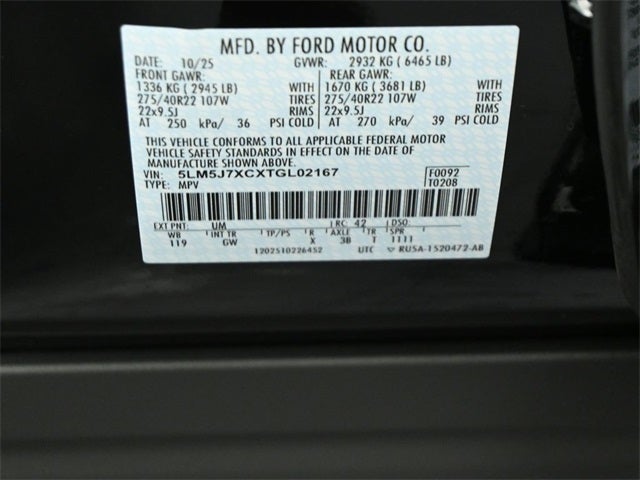 MFD. BY FORD MOTOR CO.
DATE: 10/25 GVWR: 2932 KG ( 6465 LB)
FRONT GAWR: REAR GAWR:
1336 KG ( 2945 LB) WITH 1670 KG ( 3681 LB) WITH
275/40R22 107W TIRES 275/40R22 107W TIRES
22x9.5J RIMS 22x9.5J RIMS
AT 250 kPa/ 36 PSI COLD AT 270 kPa/ 39 PSI COLD
THIS VEHICLE CONFORMS TO ALL APPLICABLE FEDERAL MOTOR
VEHICLE SAFETY STANDARDS IN EFFECT ON THE DATE OF
MANUFACTURE SHOWN ABOVE.
VIN: 5LM5J7XCXTGL02167 F0092
TYPE: MPV T0208
EXT PNT: UM RC: 42 DSO:
WB INT TR TP/PS R AXLE TR SPR
119 GW X 3B T 1111
1202510226452 UTC RUSA-1520472-AB